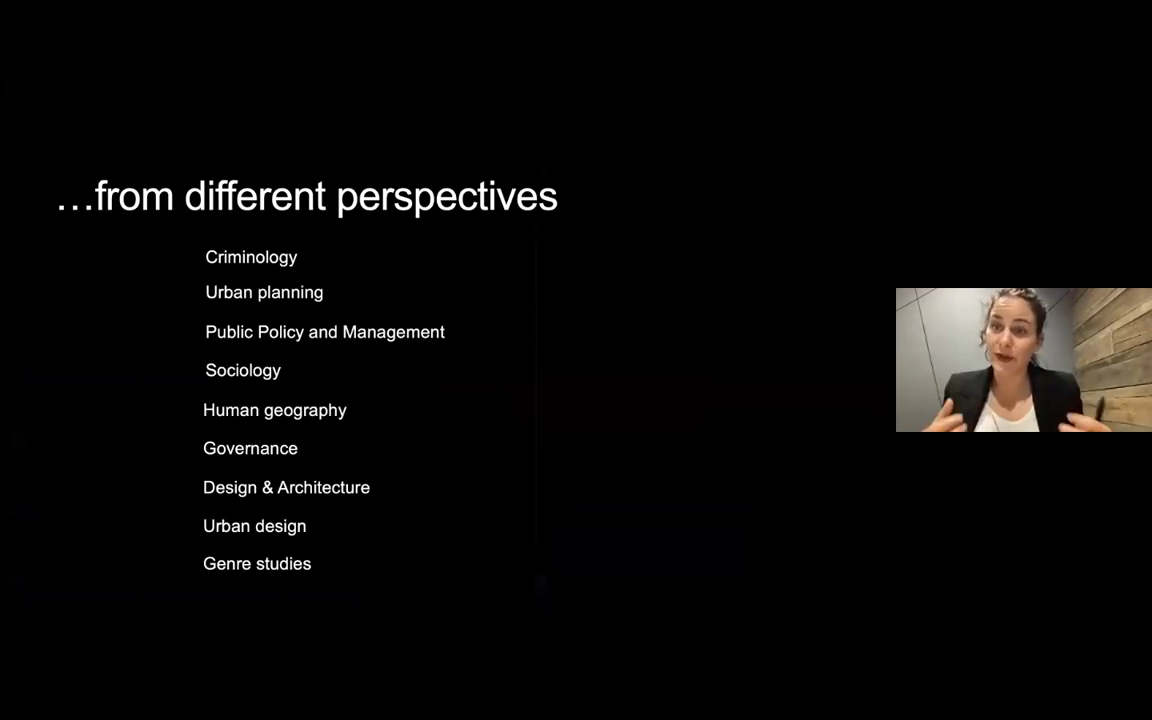 …from different perspectives
Criminology
Urban planning
Public Policy and Management
Sociology
Human geography
Governance
Design & Architecture
Urban design
Genre studies